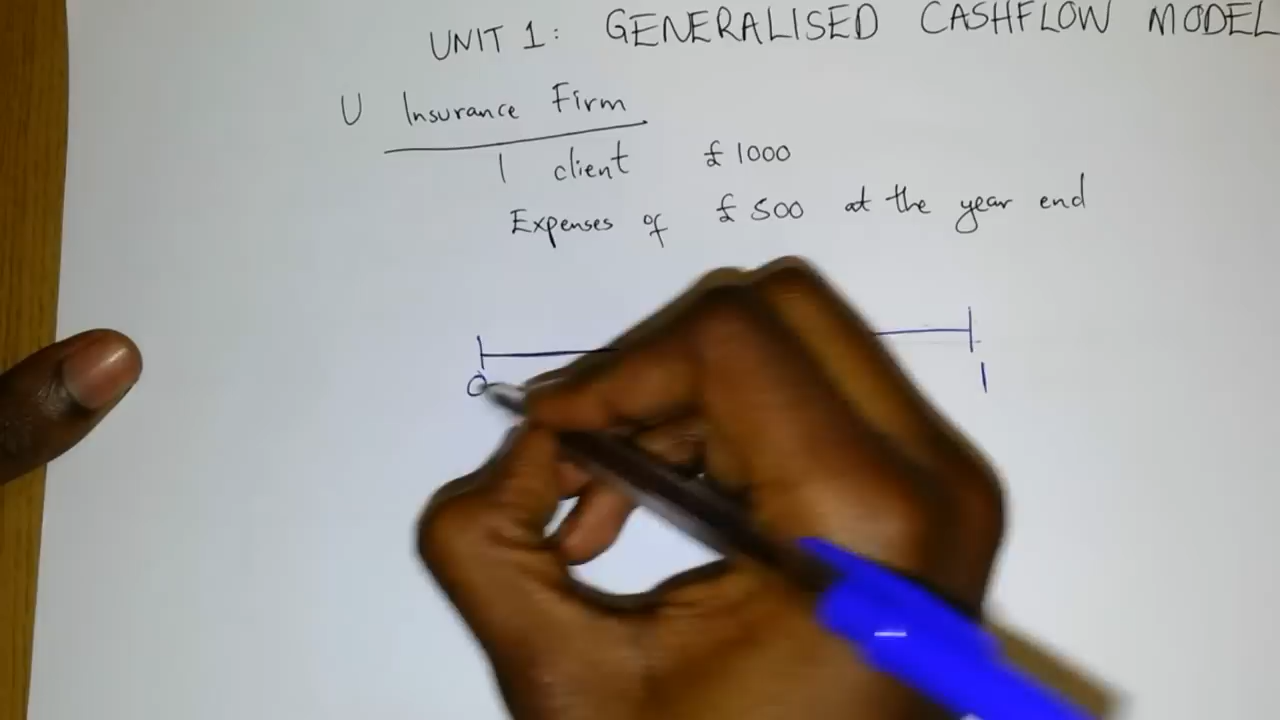 UNIT 1: GENERALISED CASHFLOW MODEL
U Insurance Firm
1 client £1000
Expenses of £500 at the year end
0 1